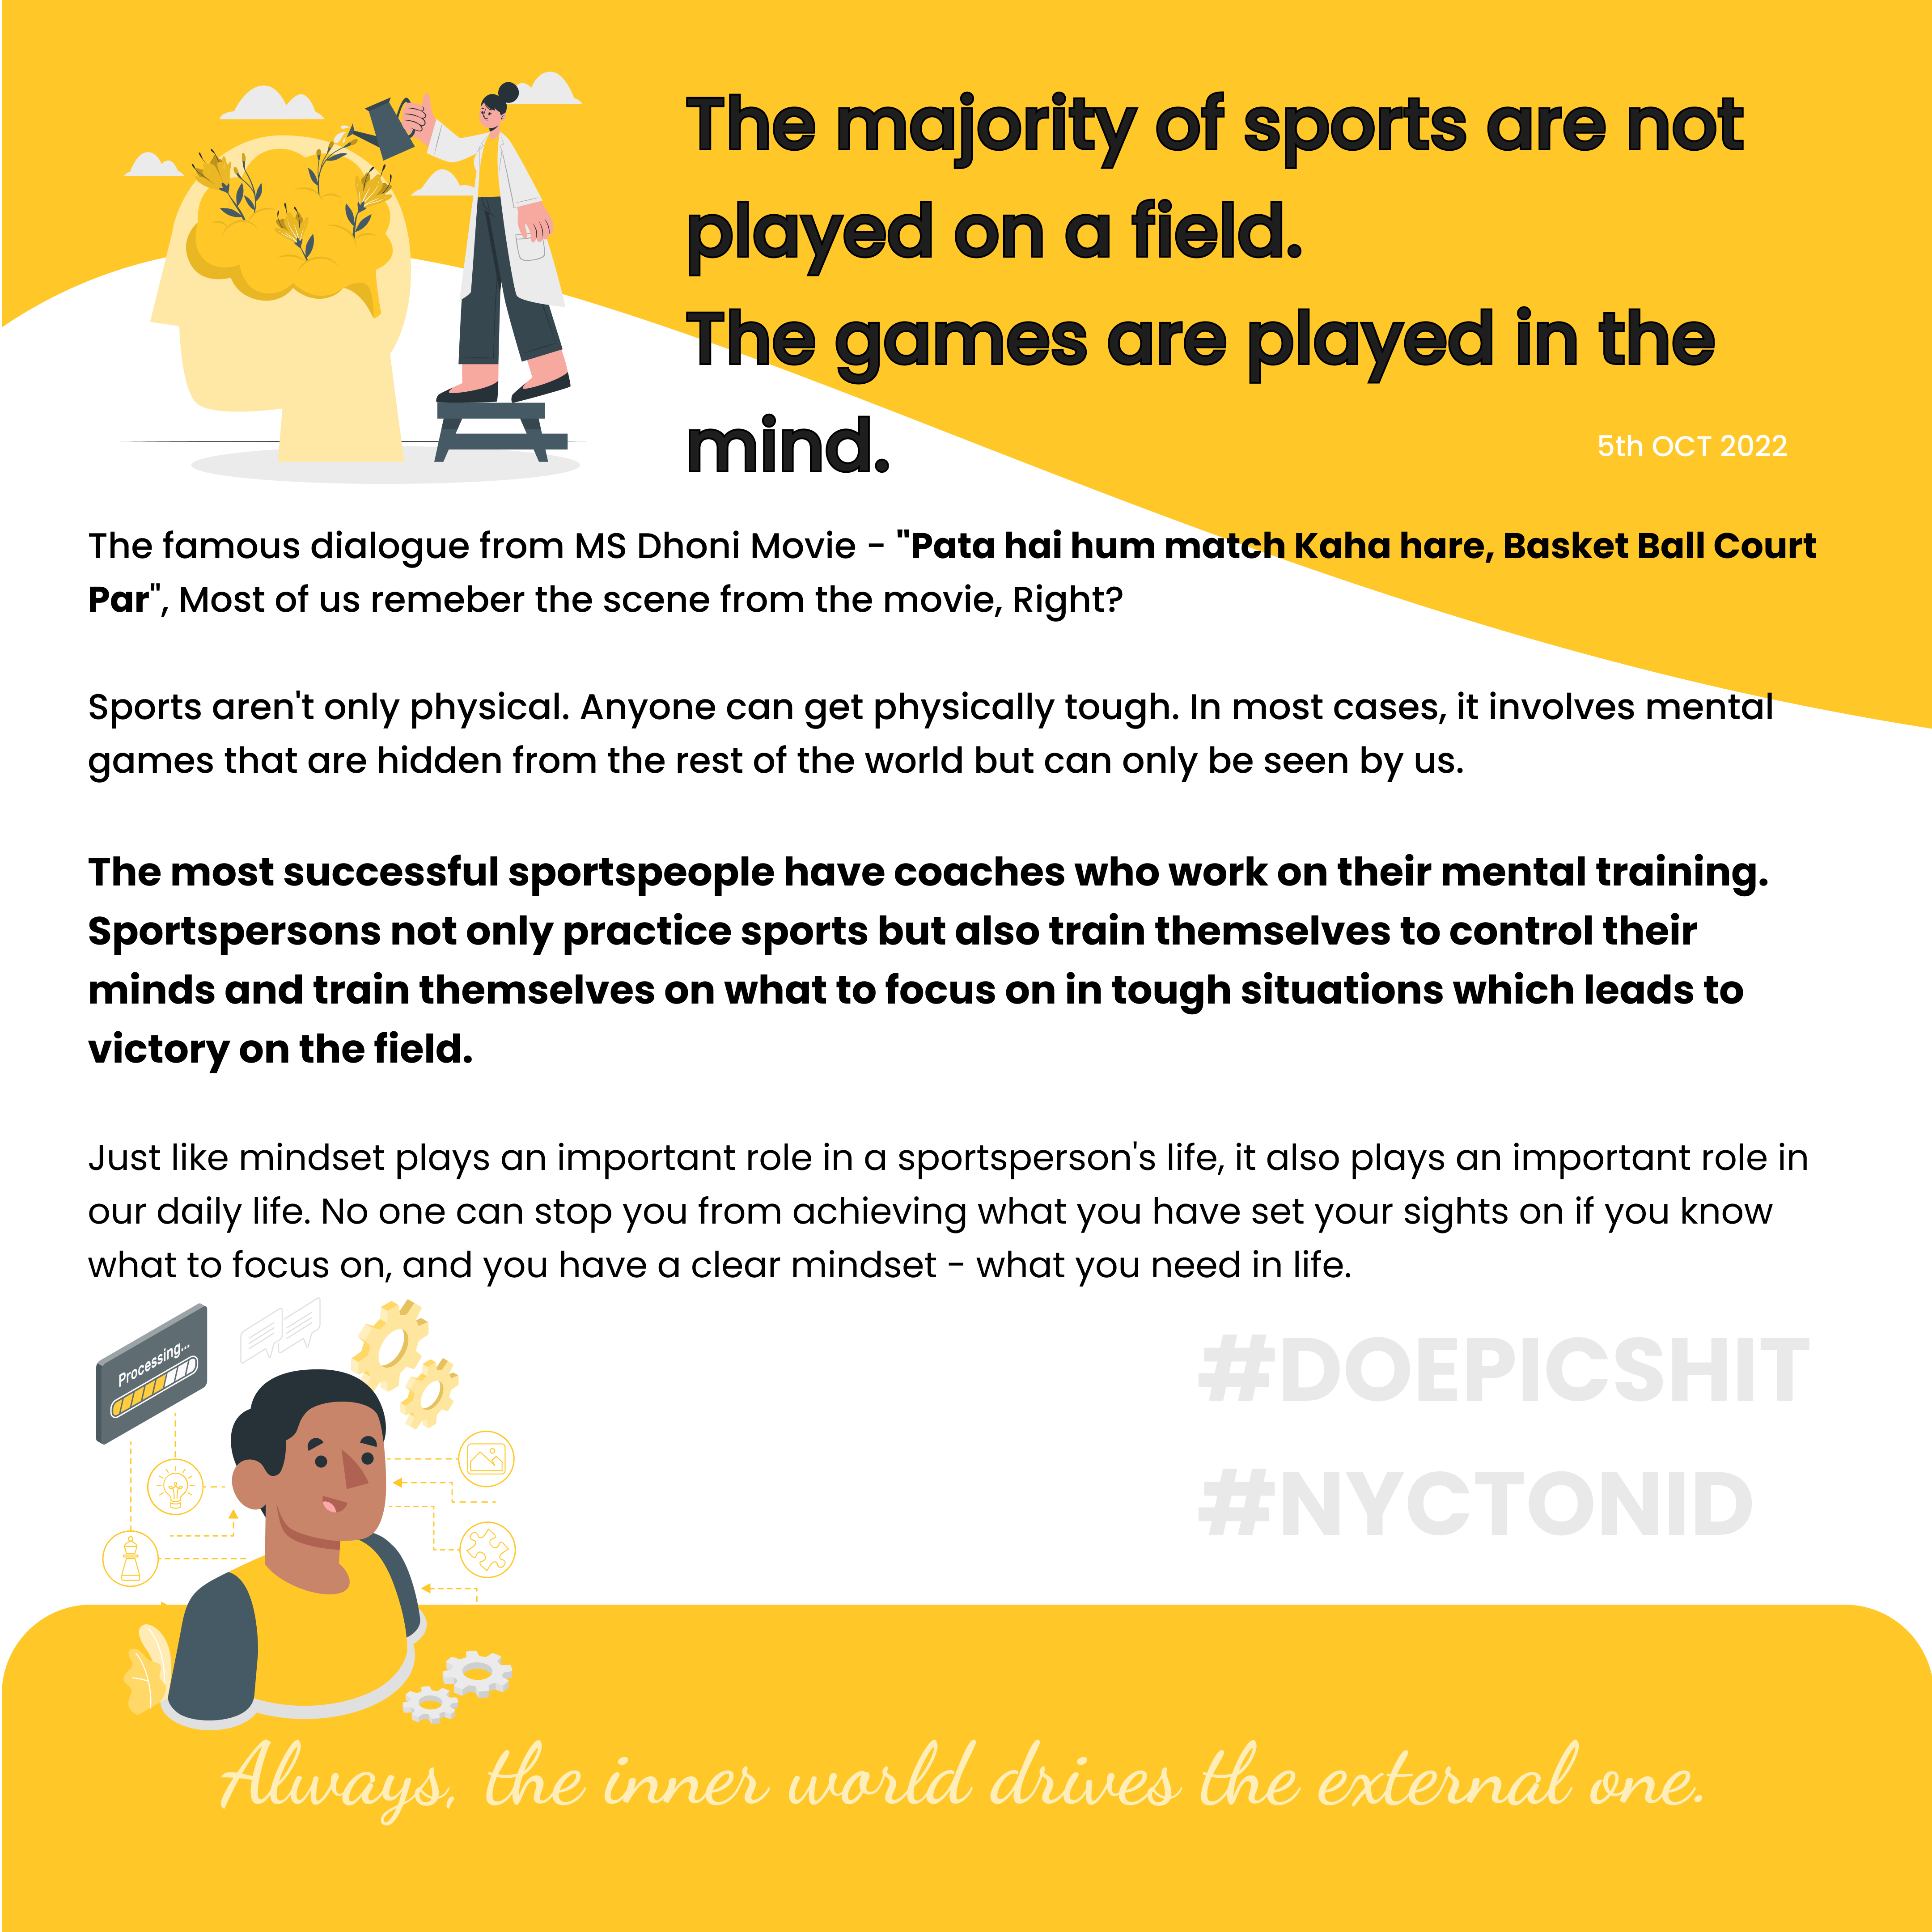 The majority of sports are not
played on a field.
The games are played in the
mind.
5th OCT 2022
The famous dialogue from MS Dhoni Movie - "Pata hai hum match Kaha hare, Basket Ball Court
Par", Most of us remeber the scene from the movie, Right?
Sports aren't only physical. Anyone can get physically tough. In most cases, it involves mental
games that are hidden from the rest of the world but can only be seen by us.
The most successful sportspeople have coaches who work on their mental training.
Sportspersons not only practice sports but also train themselves to control their
minds and train themselves on what to focus on in tough situations which leads to
victory on the field.
Just like mindset plays an important role in a sportsperson's life, it also plays an important role in
our daily life. No one can stop you from achieving what you have set your sights on if you know
what to focus on, and you have a clear mindset - what you need in life.
Processing...
#DOEPICSHIT
#NYCTONID
Always, the inner world drives the external one.